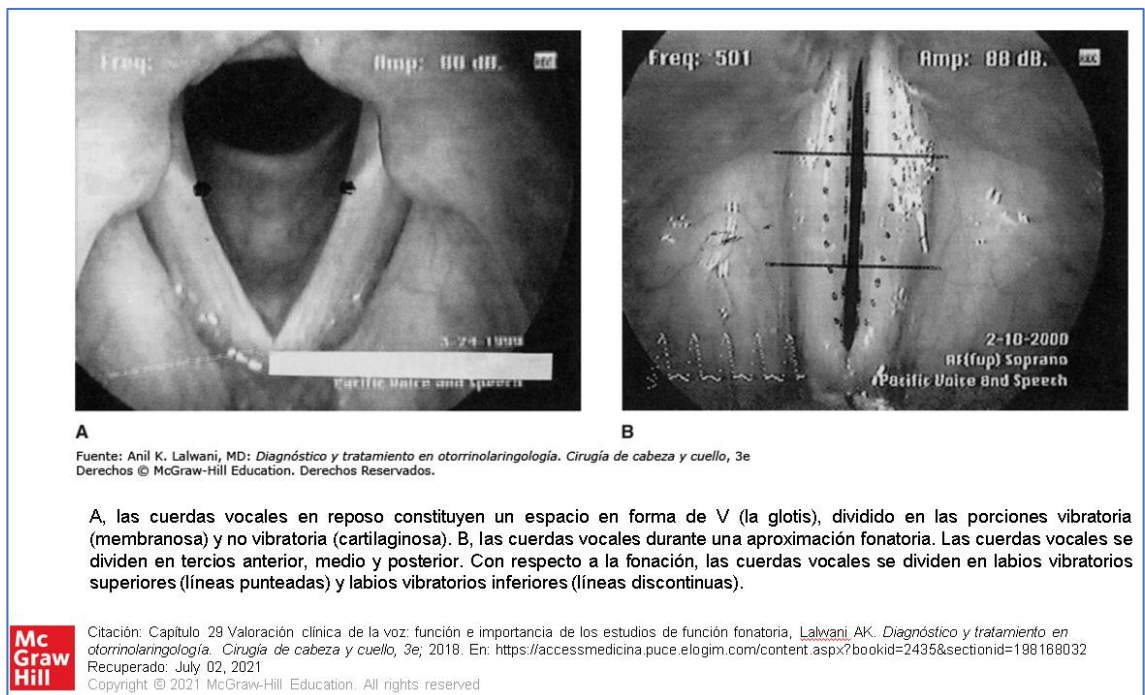 Freq:
Amp: 88 dB.
Freq: 501
Amp: 88 dB.
5-24-1999
Pacific Voice and Speech
2-10-2000
AF(fup) Soprano
Pacific Voice and Speech
A
B
Fuente: Anil K. Lalwani, MD: Diagnóstico y tratamiento en otorrinolaringología. Cirugía de cabeza y cuello, 3e
Derechos © McGraw-Hill Education. Derechos Reservados.
A, las cuerdas vocales en reposo constituyen un espacio en forma de V (la glotis), dividido en las porciones vibratoria
(membranosa) y no vibratoria (cartilaginosa). B, las cuerdas vocales durante una aproximación fonatoria. Las cuerdas vocales se
dividen en tercios anterior, medio y posterior. Con respecto a la fonación, las cuerdas vocales se dividen en labios vibratorios
superiores (líneas punteadas) y labios vibratorios inferiores (líneas discontinuas).
Mc
Graw
Hill
Citación: Capítulo 29 Valoración clínica de la voz: función e importancia de los estudios de función fonatoria, Lalwani AK. Diagnóstico y tratamiento en
otorrinolaringología. Cirugía de cabeza y cuello, 3e; 2018. En: https://accessmedicina.puce.elogim.com/content.aspx?bookid=2435&sectionid=198168032
Recuperado: July 02, 2021
Copyright © 2021 McGraw-Hill Education. All rights reserved